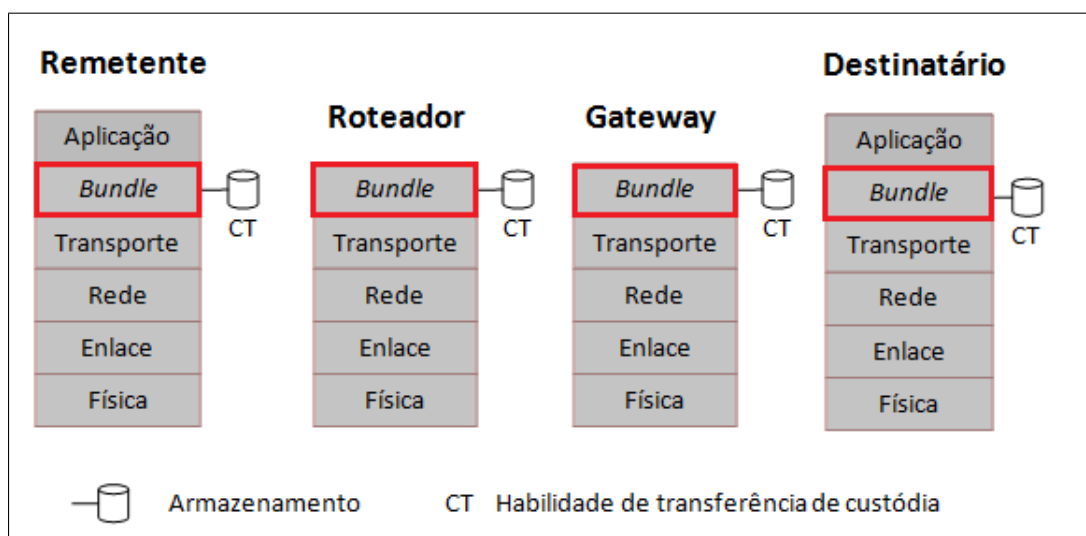 Remetente
Aplicação
Bundle
CT
Transporte
Rede
Enlace
Física
Roteador
Bundle
CT
Transporte
Rede
Enlace
Física
Gateway
Bundle
CT
Transporte
Rede
Enlace
Física
Destinatário
Aplicação
Bundle
CT
Transporte
Rede
Enlace
Física
Armazenamento
CT Habilidade de transferência de custódia